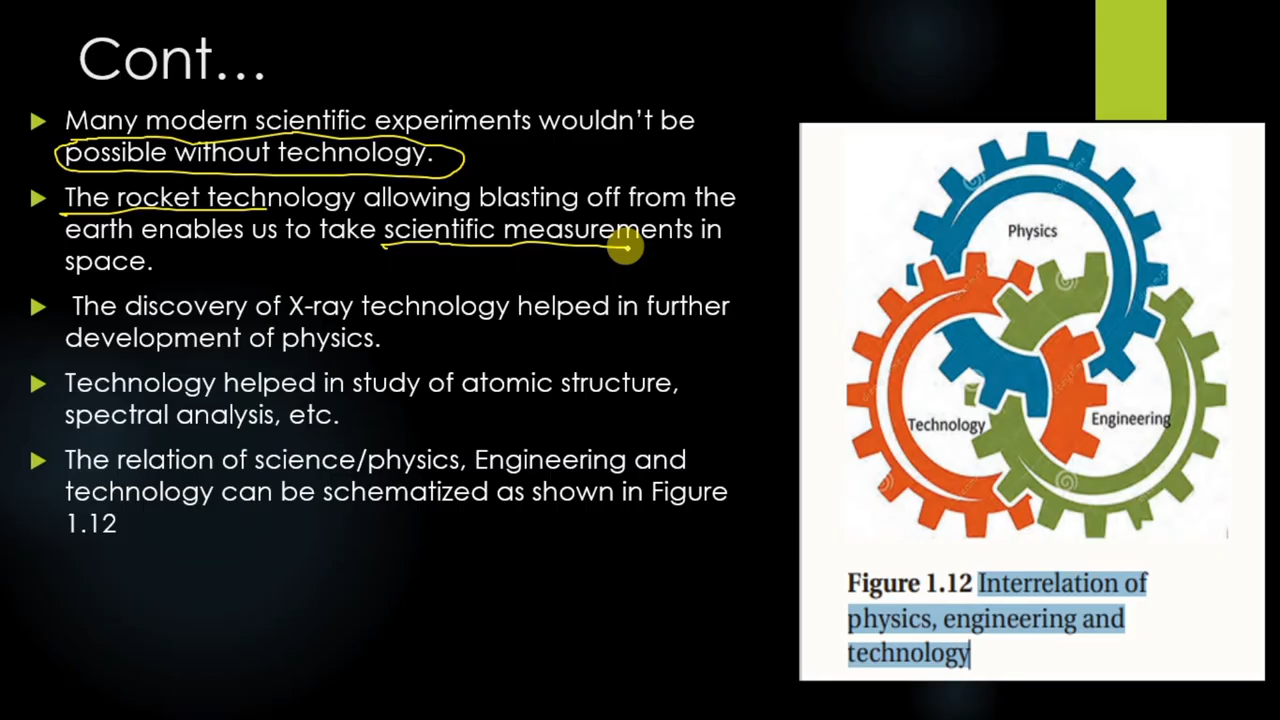 Cont...
Many modern scientific experiments wouldn't be
possible without technology.
The rocket technology allowing blasting off from the
earth enables us to take scientific measurements in
space.
The discovery of X-ray technology helped in further
development of physics.
Technology helped in study of atomic structure,
spectral analysis, etc.
The relation of science/physics, Engineering and
technology can be schematized as shown in Figure
1.12
Physics
Technology
Engineering
Figure 1.12 Interrelation of
physics, engineering and
technology